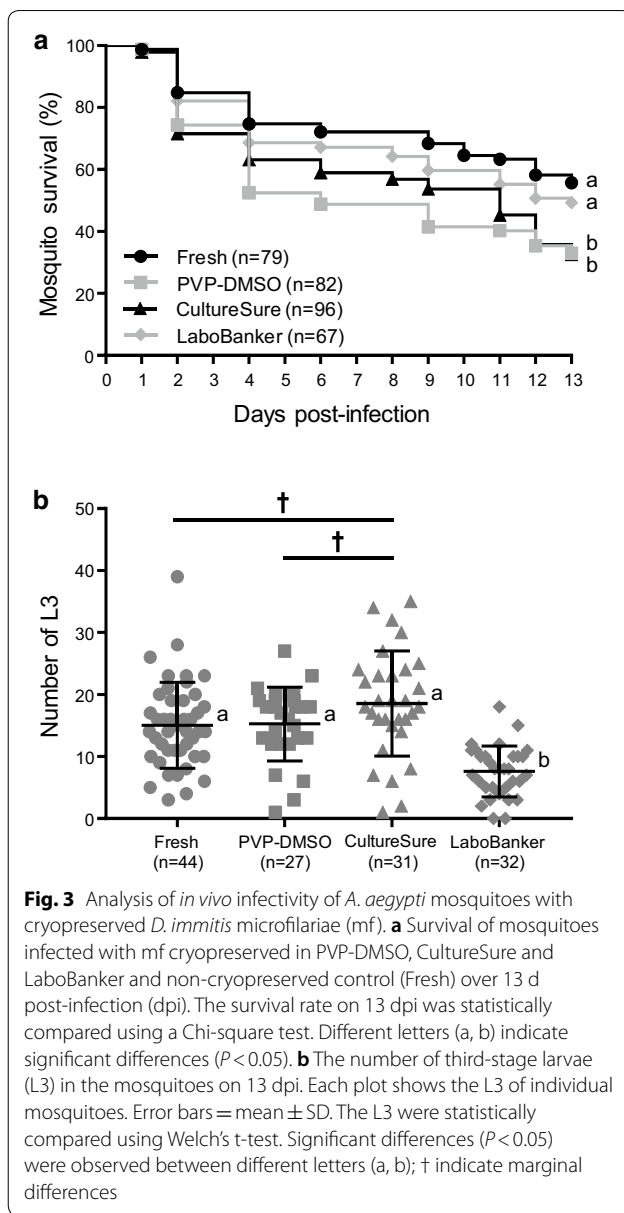 a
100
80
60
40
20
0
Mosquito survival (%)
Fresh (n=79)
PVP-DMSO (n=82)
CultureSure (n=96)
LaboBanker (n=67)
a
a
b
b
0 1 2 3 4 5 6 7 8 9 10 11 12 13
Days post-infection
b
50
40
30
20
10
0
Number of L3
†
†
a
a
a
b
Fresh PVP-DMSO CultureSure LaboBanker
(n=44) (n=27) (n=31) (n=32)
Fig. 3 Analysis of in vivo infectivity of A. aegypti mosquitoes with
cryopreserved D. immitis microfilariae (mf). a Survival of mosquitoes
infected with mf cryopreserved in PVP-DMSO, CultureSure and
LaboBanker and non-cryopreserved control (Fresh) over 13 d
post-infection (dpi). The survival rate on 13 dpi was statistically
compared using a Chi-square test. Different letters (a, b) indicate
significant differences (P < 0.05). b The number of third-stage larvae
(L3) in the mosquitoes on 13 dpi. Each plot shows the L3 of individual
mosquitoes. Error bars = mean ± SD. The L3 were statistically
compared using Welch's t-test. Significant differences (P < 0.05)
were observed between different letters (a, b); † indicate marginal
differences